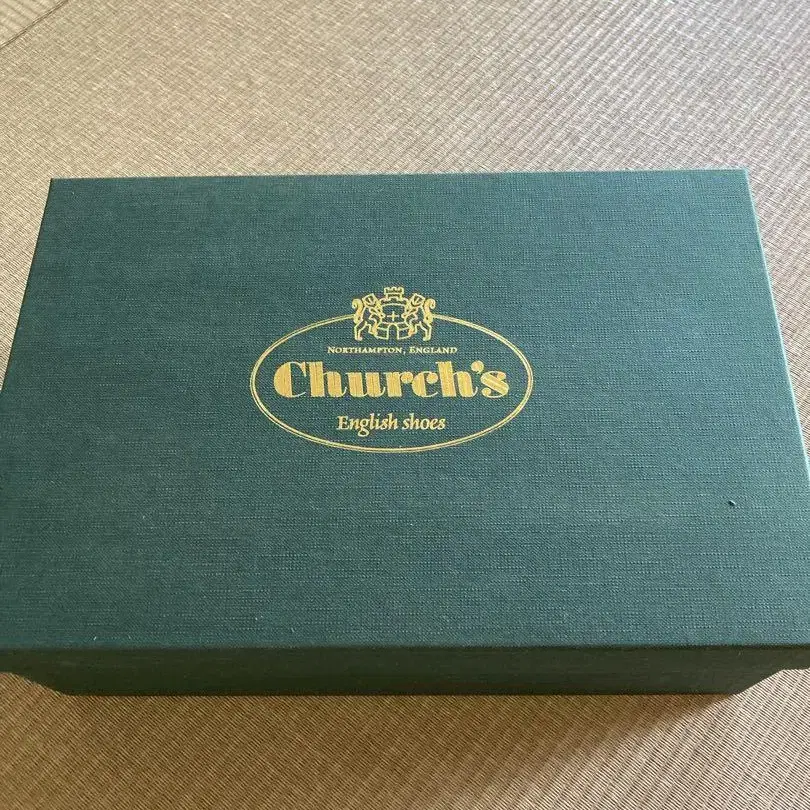 NORTHAMPTON, ENGLAND
Church's
English shoes